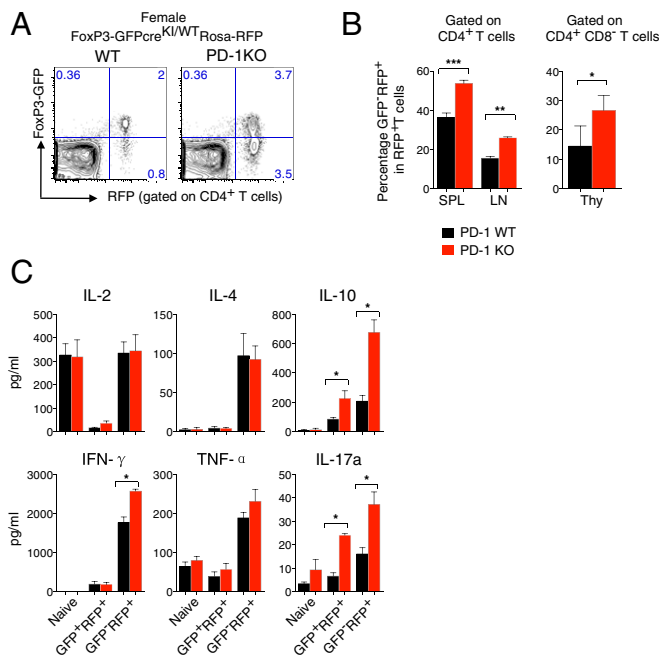 A
Female
FoxP3-GFPcre^KI/WT Rosa-RFP
WT PD-1KO
0.36 2 0.36 3.7
0.8 3.5
FoxP3-GFP
RFP (gated on CD4⁺ T cells)
B
Gated on
CD4⁺ T cells
Gated on
CD4⁺ CD8⁻ T cells
Percentage GFP⁻RFP⁺
in RFP⁺T cells
60
40
20
0
***
**
SPL LN
40
30
20
10
0
*
Thy
PD-1 WT
PD-1 KO
C
IL-2 IL-4 IL-10
pg/ml
500
400
300
200
100
0
150
100
50
0
800
600
400
200
0
*
*
IFN- γ TNF- α IL-17a
pg/ml
3000
2000
1000
0
*
300
200
100
0
50
40
30
20
10
0
*
*
Naive GFP⁺RFP⁺ GFP⁻RFP⁺
Naive GFP⁺RFP⁺ GFP⁻RFP⁺
Naive GFP⁺RFP⁺ GFP⁻RFP⁺